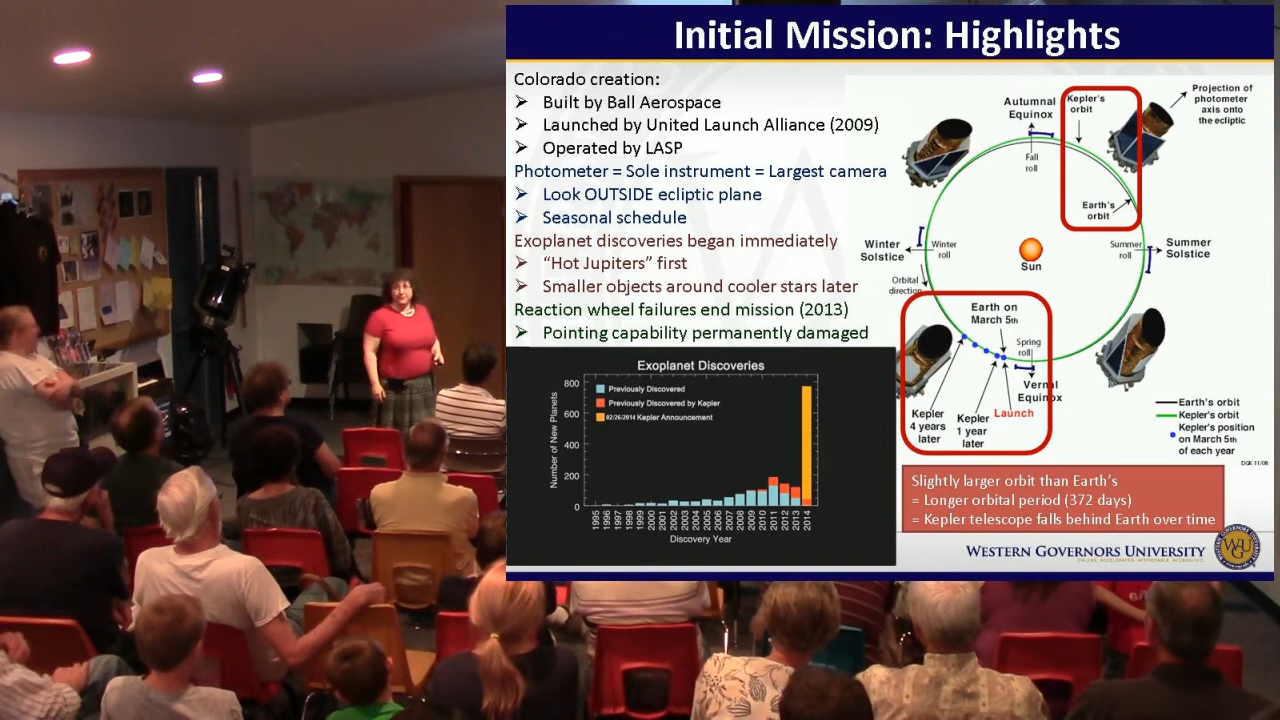 Initial Mission: Highlights
Colorado creation:
➢ Built by Ball Aerospace
➢ Launched by United Launch Alliance (2009)
➢ Operated by LASP
Photometer = Sole instrument = Largest camera
➢ Look OUTSIDE ecliptic plane
➢ Seasonal schedule
Exoplanet discoveries began immediately
➢ “Hot Jupiters” first
➢ Smaller objects around cooler stars later
Reaction wheel failures end mission (2013)
➢ Pointing capability permanently damaged
Exoplanet Discoveries
Previously Discovered
Previously Discovered by Kepler
02/26/2014 Kepler Announcement
Number of New Planets
800
600
400
200
0
1995 1996 1997 1998 1999 2000 2001 2002 2003 2004 2005 2006 2007 2008 2009 2010 2011 2012 2013 2014
Discovery Year
Autumnal
Equinox
Kepler's
orbit
Projection of
photometer
axis onto
the ecliptic
Fall
roll
Earth's
orbit
Winter
Solstice
Winter
roll
Sun
Summer
roll
Summer
Solstice
Orbital
direction
Earth on
March 5th
Spring
roll
Vernal
Equinox
Launch
Kepler
4 years
later
Kepler
1 year
later
Earth's orbit
Kepler's orbit
Kepler's position
on March 5th
of each year
DGK 11/08
Slightly larger orbit than Earth’s
= Longer orbital period (372 days)
= Kepler telescope falls behind Earth over time
WESTERN GOVERNORS UNIVERSITY
ONLINE. ACCELERATED. AFFORDABLE. ACCREDITED.
WGU